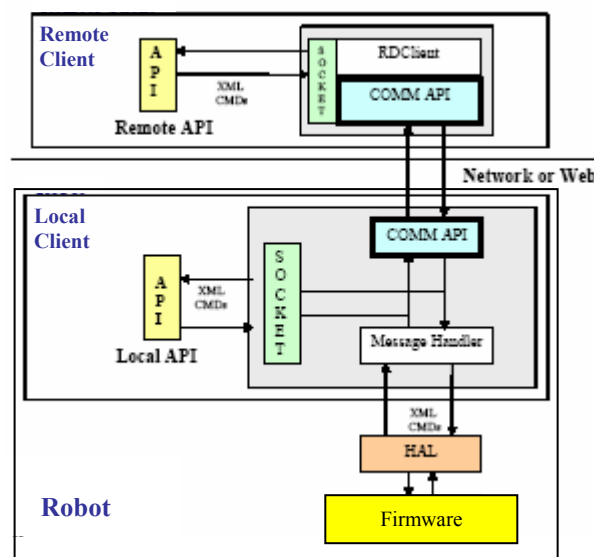 Remote
Client
A
P
I
XML
CMDs
Remote API
S
O
C
K
E
T
RDClient
COMM API
Network or Web
Local
Client
A
P
I
XML
CMDs
Local API
S
O
C
K
E
T
COMM API
Message Handler
XML
CMDs
HAL
Robot
Firmware